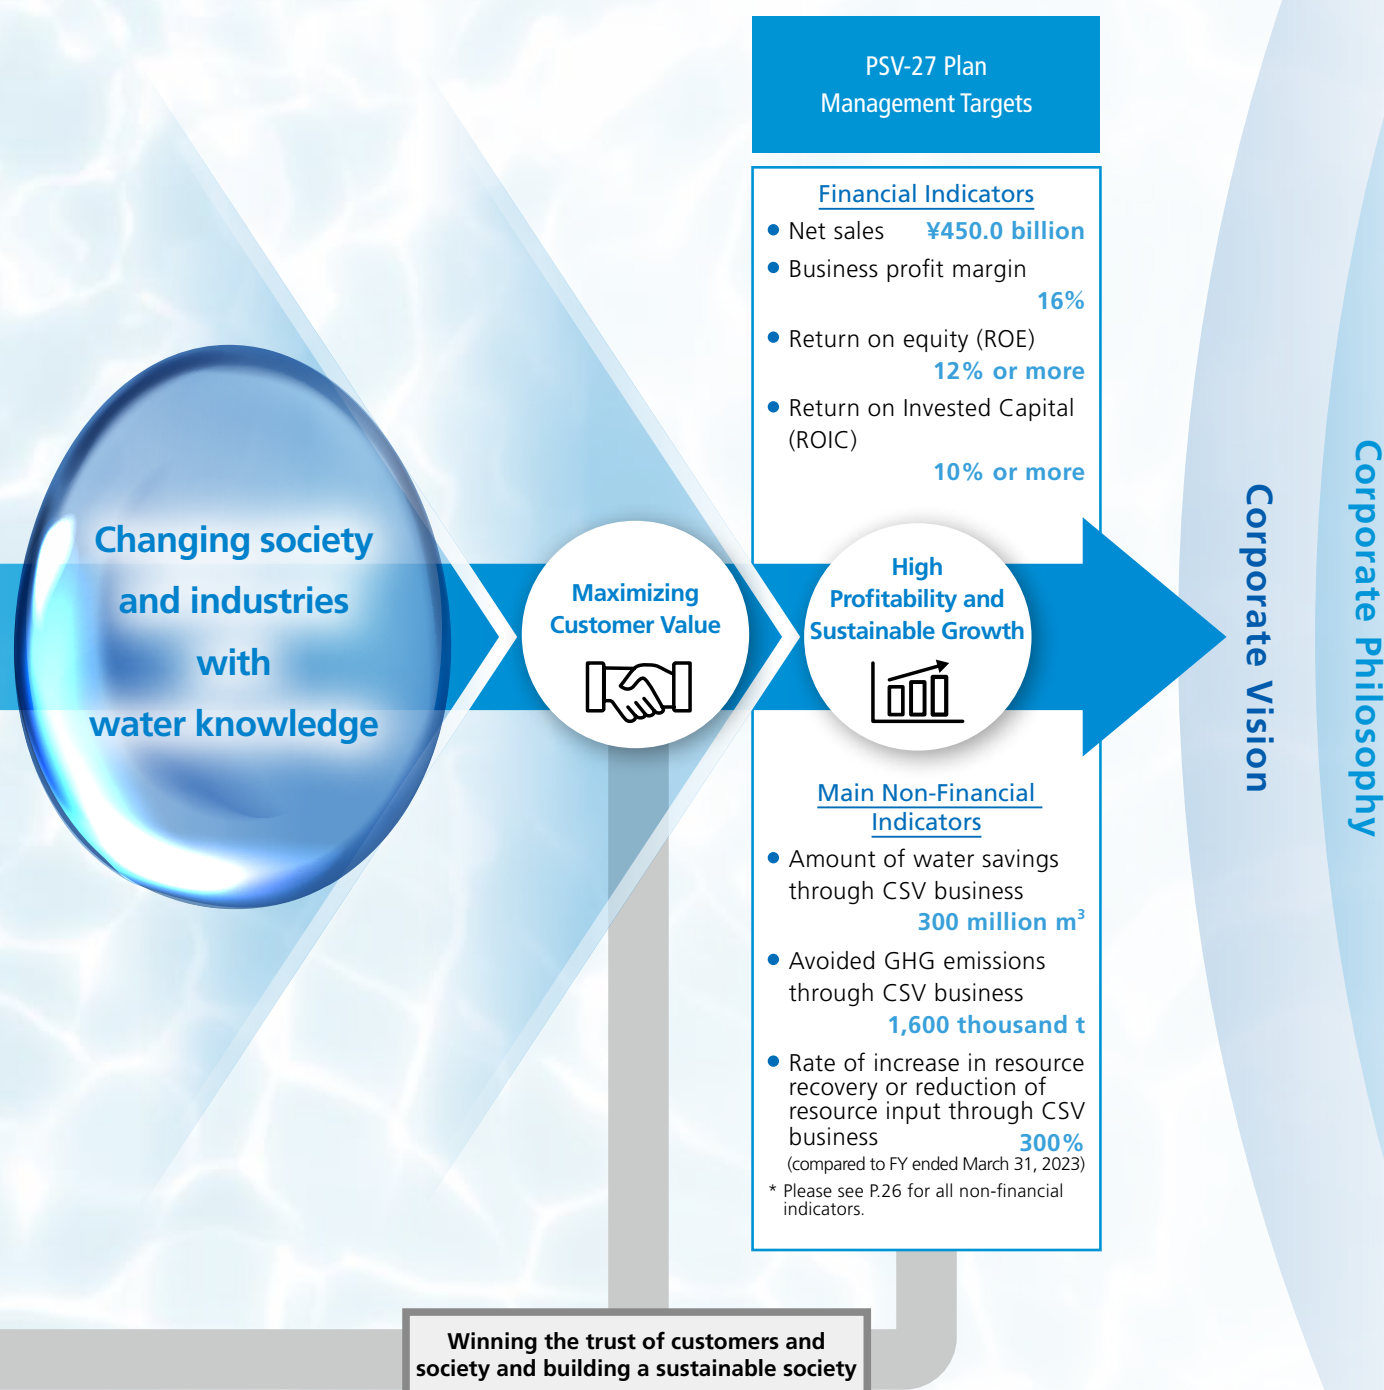 PSV-27 Plan
Management Targets
Financial Indicators
● Net sales ¥450.0 billion
● Business profit margin
16%
● Return on equity (ROE)
12% or more
● Return on Invested Capital
(ROIC)
10% or more
Changing society
and industries
with
water knowledge
Maximizing
Customer Value
High
Profitability and
Sustainable Growth
Corporate Vision
Corporate Philosophy
Main Non-Financial
Indicators
● Amount of water savings
through CSV business
300 million m³
● Avoided GHG emissions
through CSV business
1,600 thousand t
● Rate of increase in resource
recovery or reduction of
resource input through CSV
business 300%
(compared to FY ended March 31, 2023)
* Please see P.26 for all non-financial
indicators.
Winning the trust of customers and
society and building a sustainable society